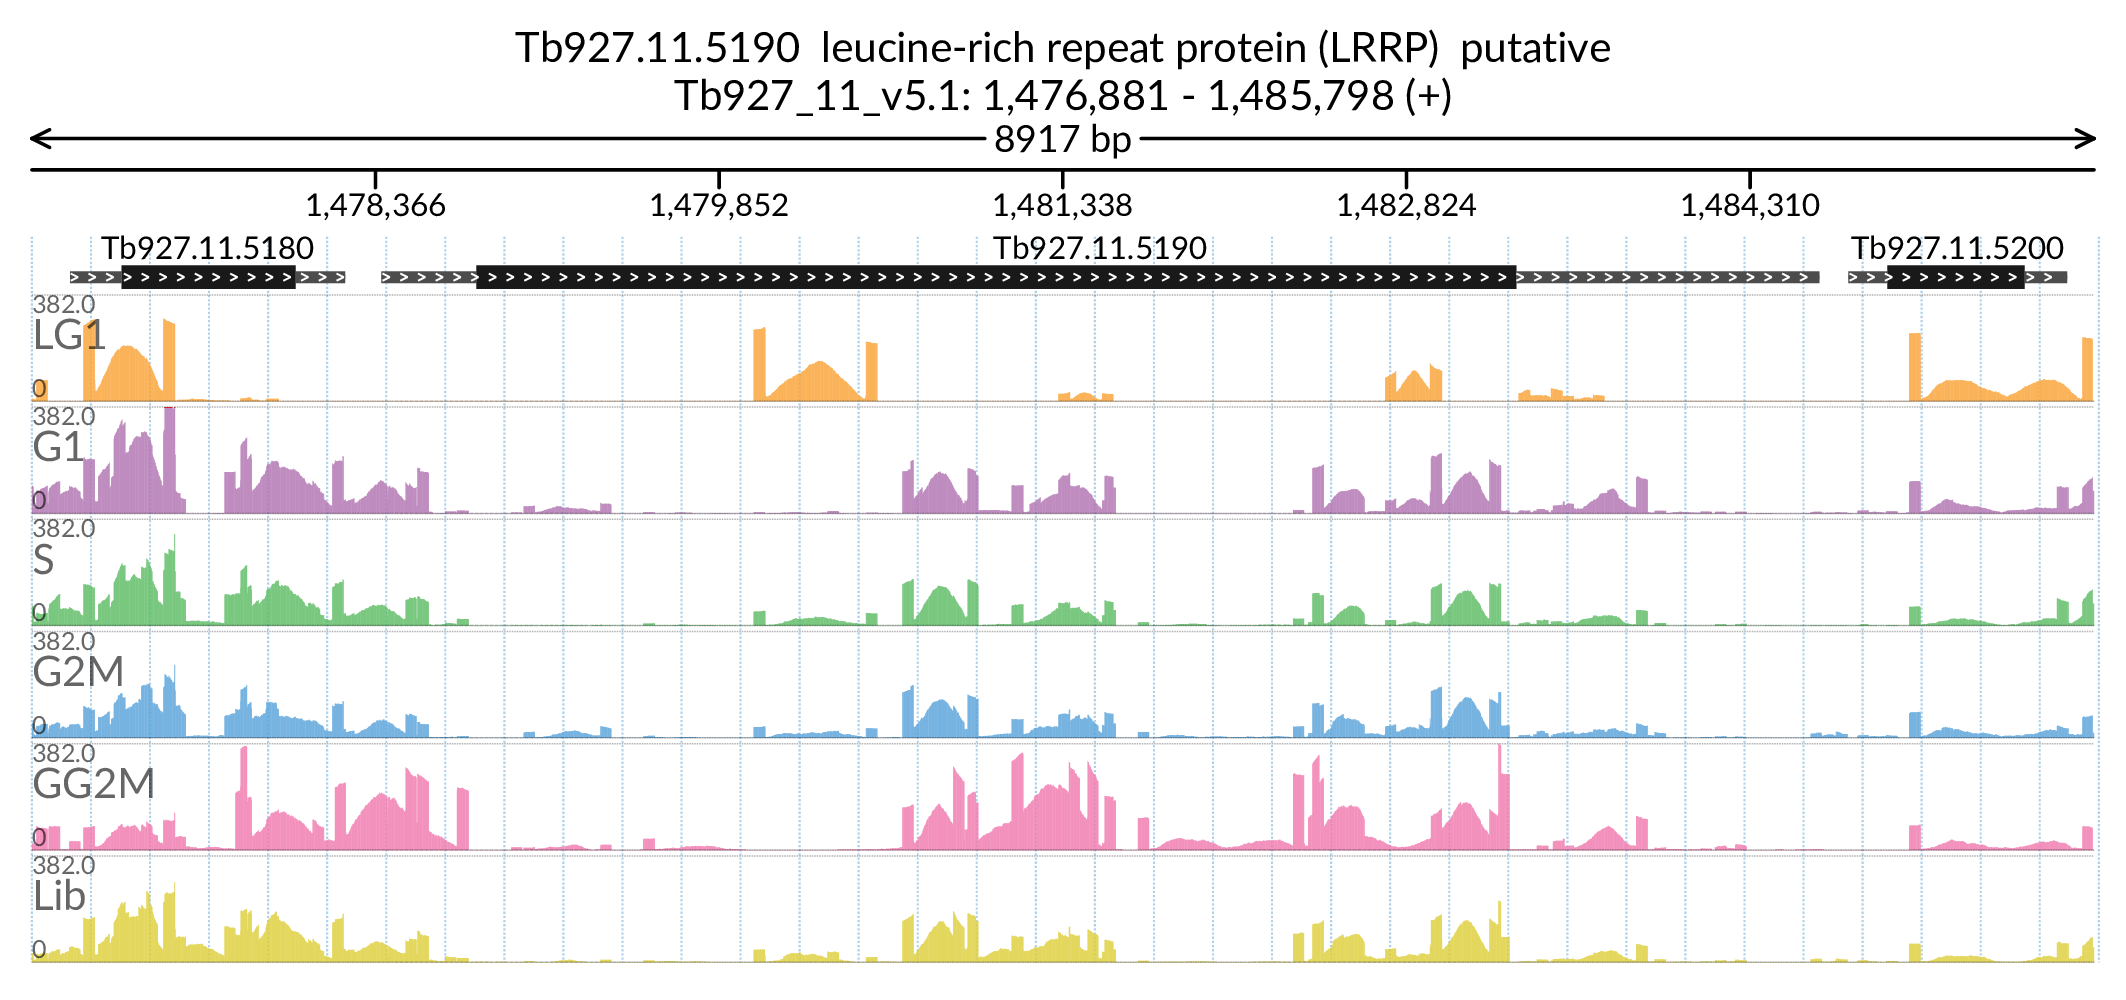 Tb927.11.5190 leucine-rich repeat protein (LRRP) putative
Tb927_11_v5.1: 1,476,881 - 1,485,798 (+)
8917 bp
1,478,366 1,479,852 1,481,338 1,482,824 1,484,310
Tb927.11.5180 Tb927.11.5190 Tb927.11.5200
382.0
LG1
0
382.0
G1
0
382.0
S
0
382.0
G2M
0
382.0
GG2M
0
382.0
Lib
0